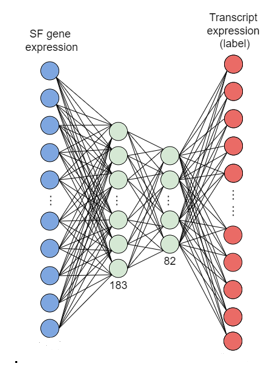 SF gene
expression
Transcript
expression
(label)
183
82